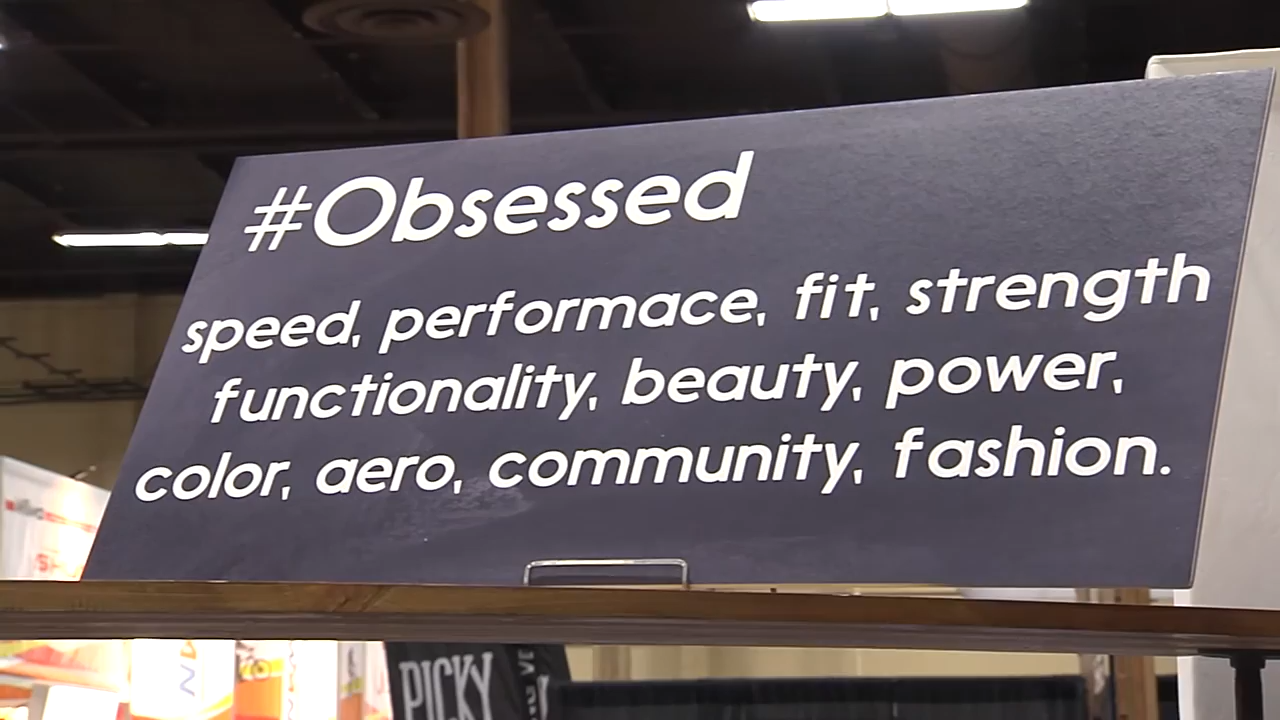 #Obsessed
speed, performace, fit, strength
functionality, beauty, power,
color, aero, community, fashion.
PICKY